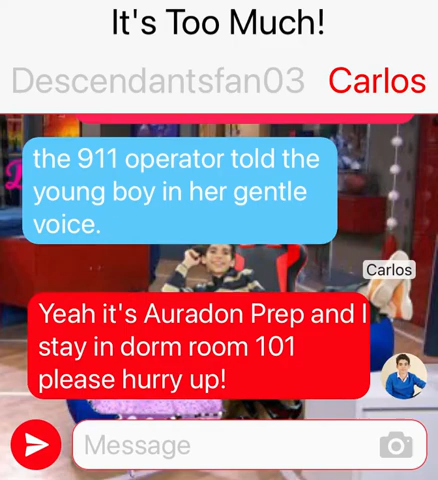 It's Too Much!
Descendantsfan03 Carlos
the 911 operator told the
young boy in her gentle
voice.
Carlos
Yeah it's Auradon Prep and I
stay in dorm room 101
please hurry up!
Message